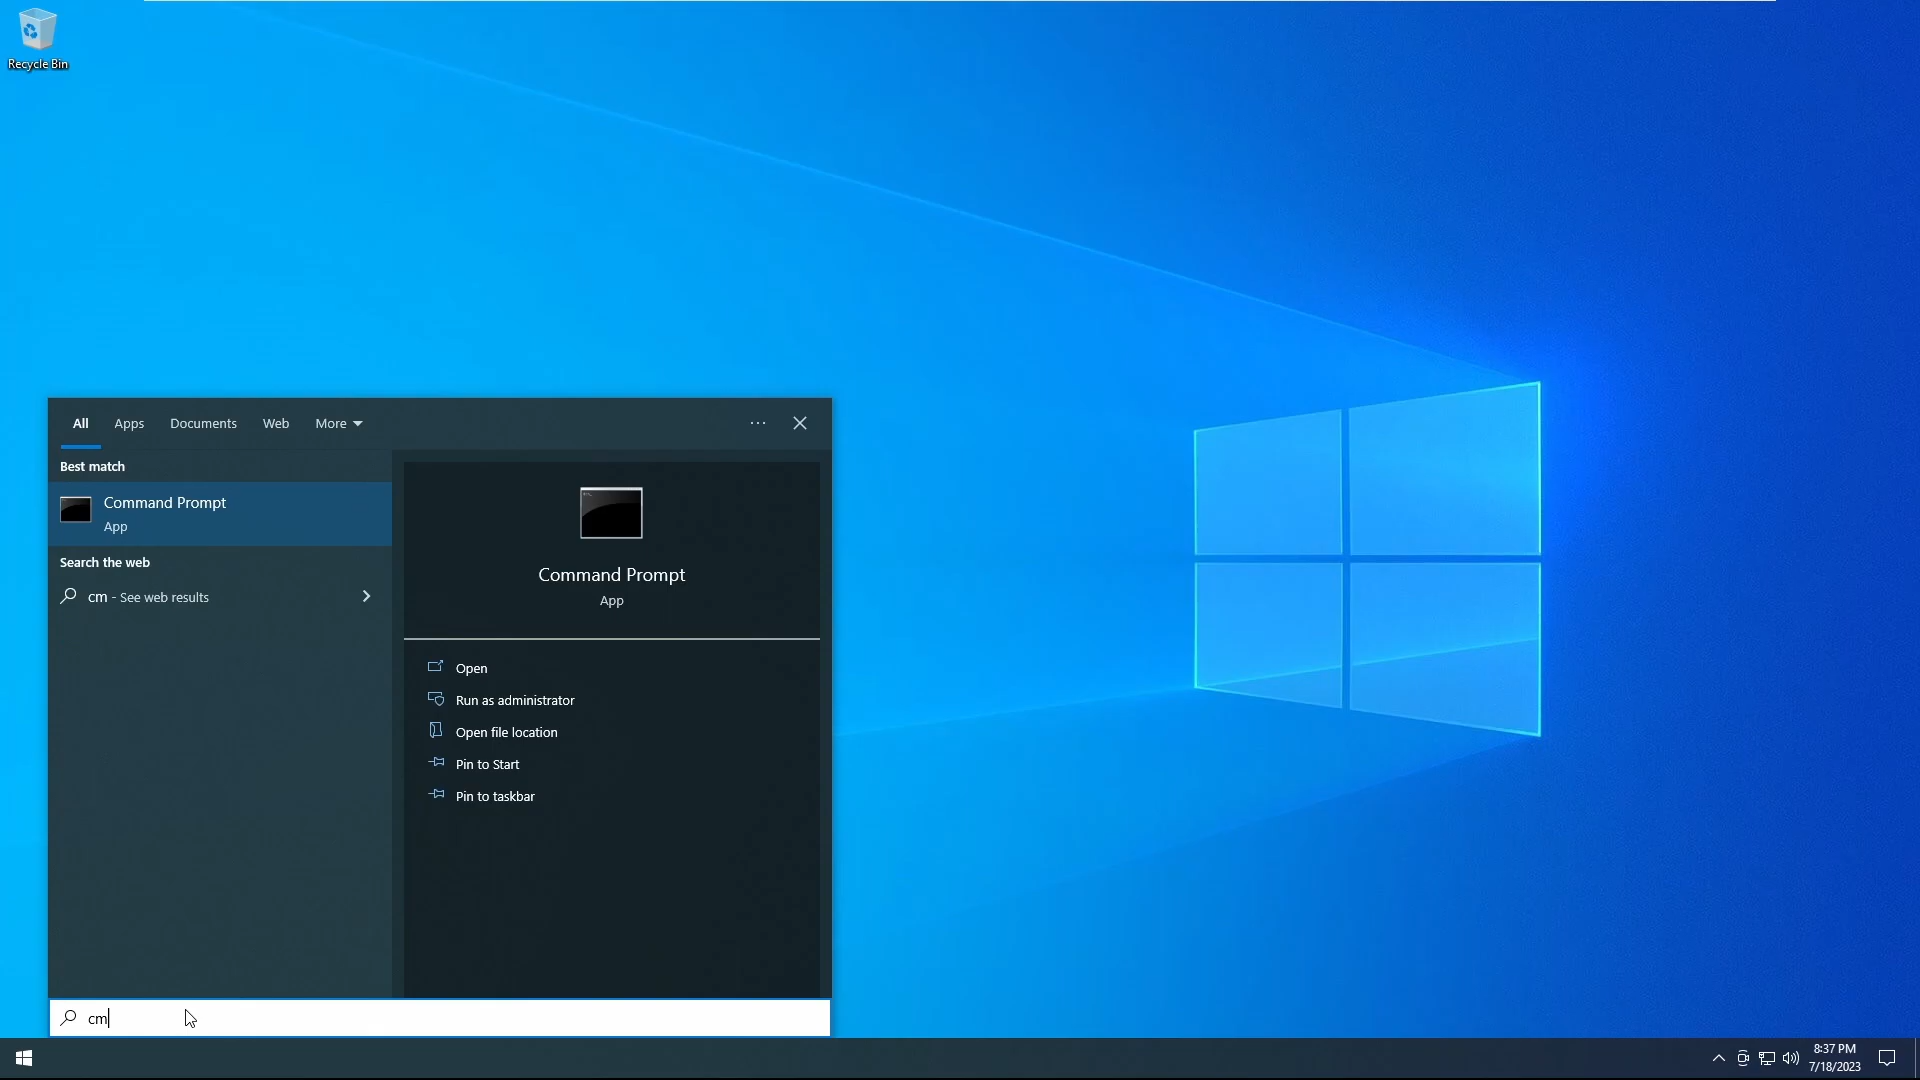 Recycle Bin
All Apps Documents Web More
Best match
Command Prompt
App
Search the web
cm - See web results
Command Prompt
App
Open
Run as administrator
Open file location
Pin to Start
Pin to taskbar
cm
8:37 PM
7/18/2023